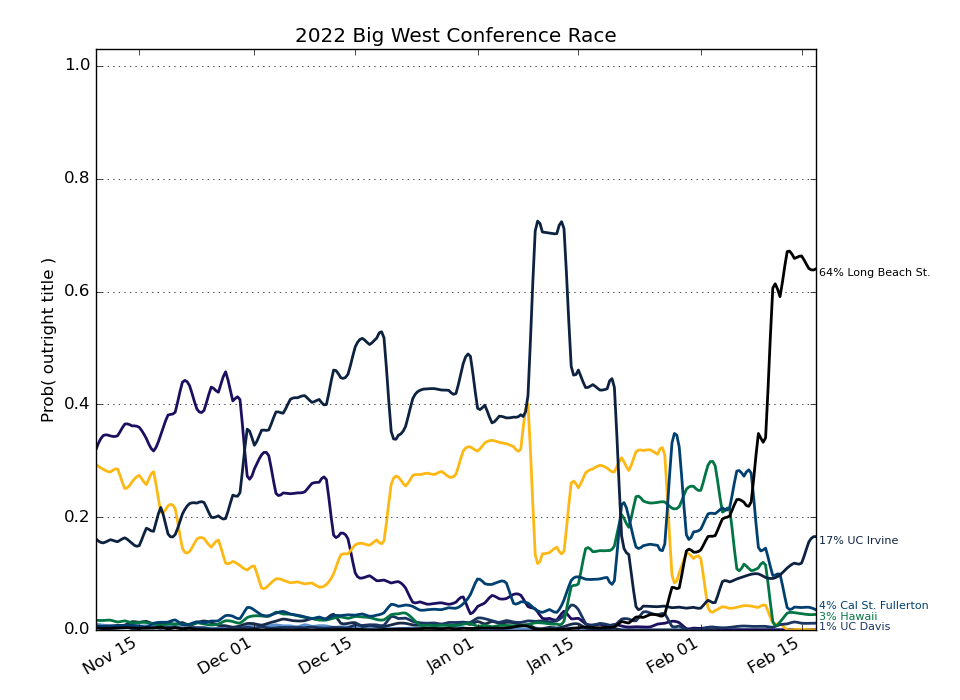 2022 Big West Conference Race
Prob( outright title )
1.0
0.8
0.6
0.4
0.2
0.0
64% Long Beach St.
17% UC Irvine
4% Cal St. Fullerton
3% Hawaii
1% UC Davis
Nov 15
Dec 01
Dec 15
Jan 01
Jan 15
Feb 01
Feb 15